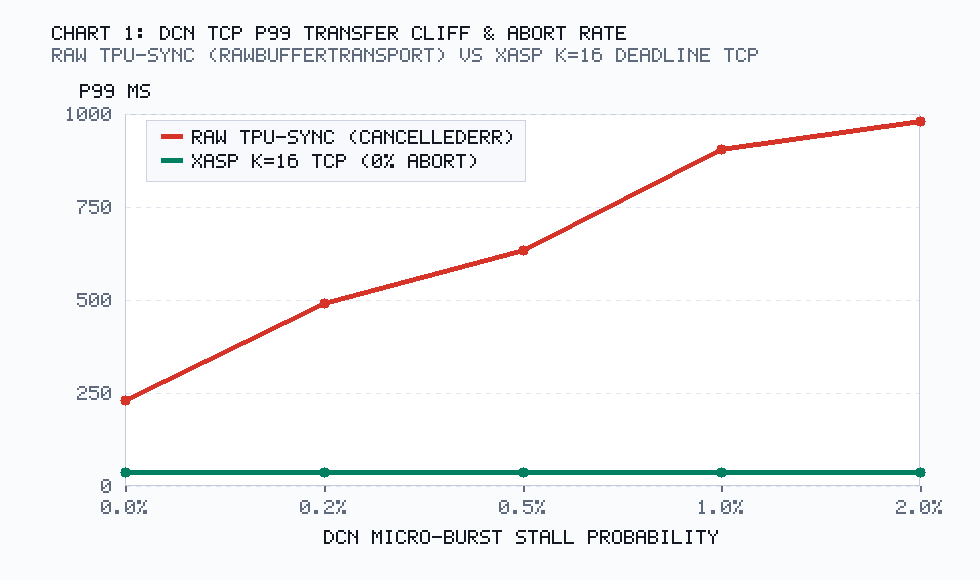 CHART 1: DCN TCP P99 TRANSFER CLIFF & ABORT RATE
RAW TPU-SYNC (RAWBUFFERTRANSPORT) VS XASP K=16 DEADLINE TCP
P99 MS
1000
RAW TPU-SYNC (CANCELLEDERR)
XASP K=16 TCP (0% ABORT)
750
500
250
0
0.0% 0.2% 0.5% 1.0% 2.0%
DCN MICRO-BURST STALL PROBABILITY